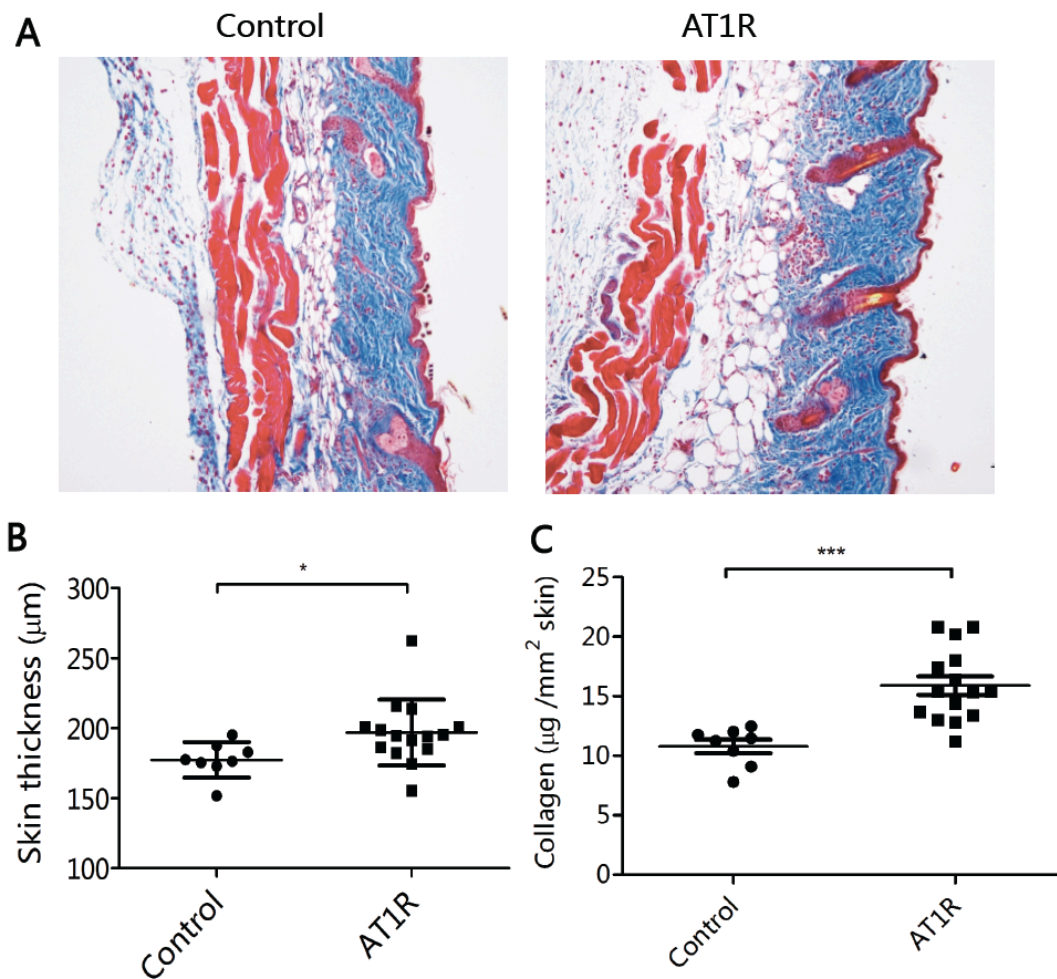 A
Control
AT1R
B
Skin thickness (μm)
300
250
200
150
100
*
Control
AT1R
C
Collagen (μg /mm² skin)
25
20
15
10
5
0
***
Control
AT1R